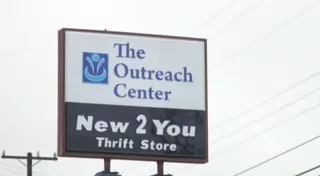 The
Outreach
Center
New 2 You
Thrift Store